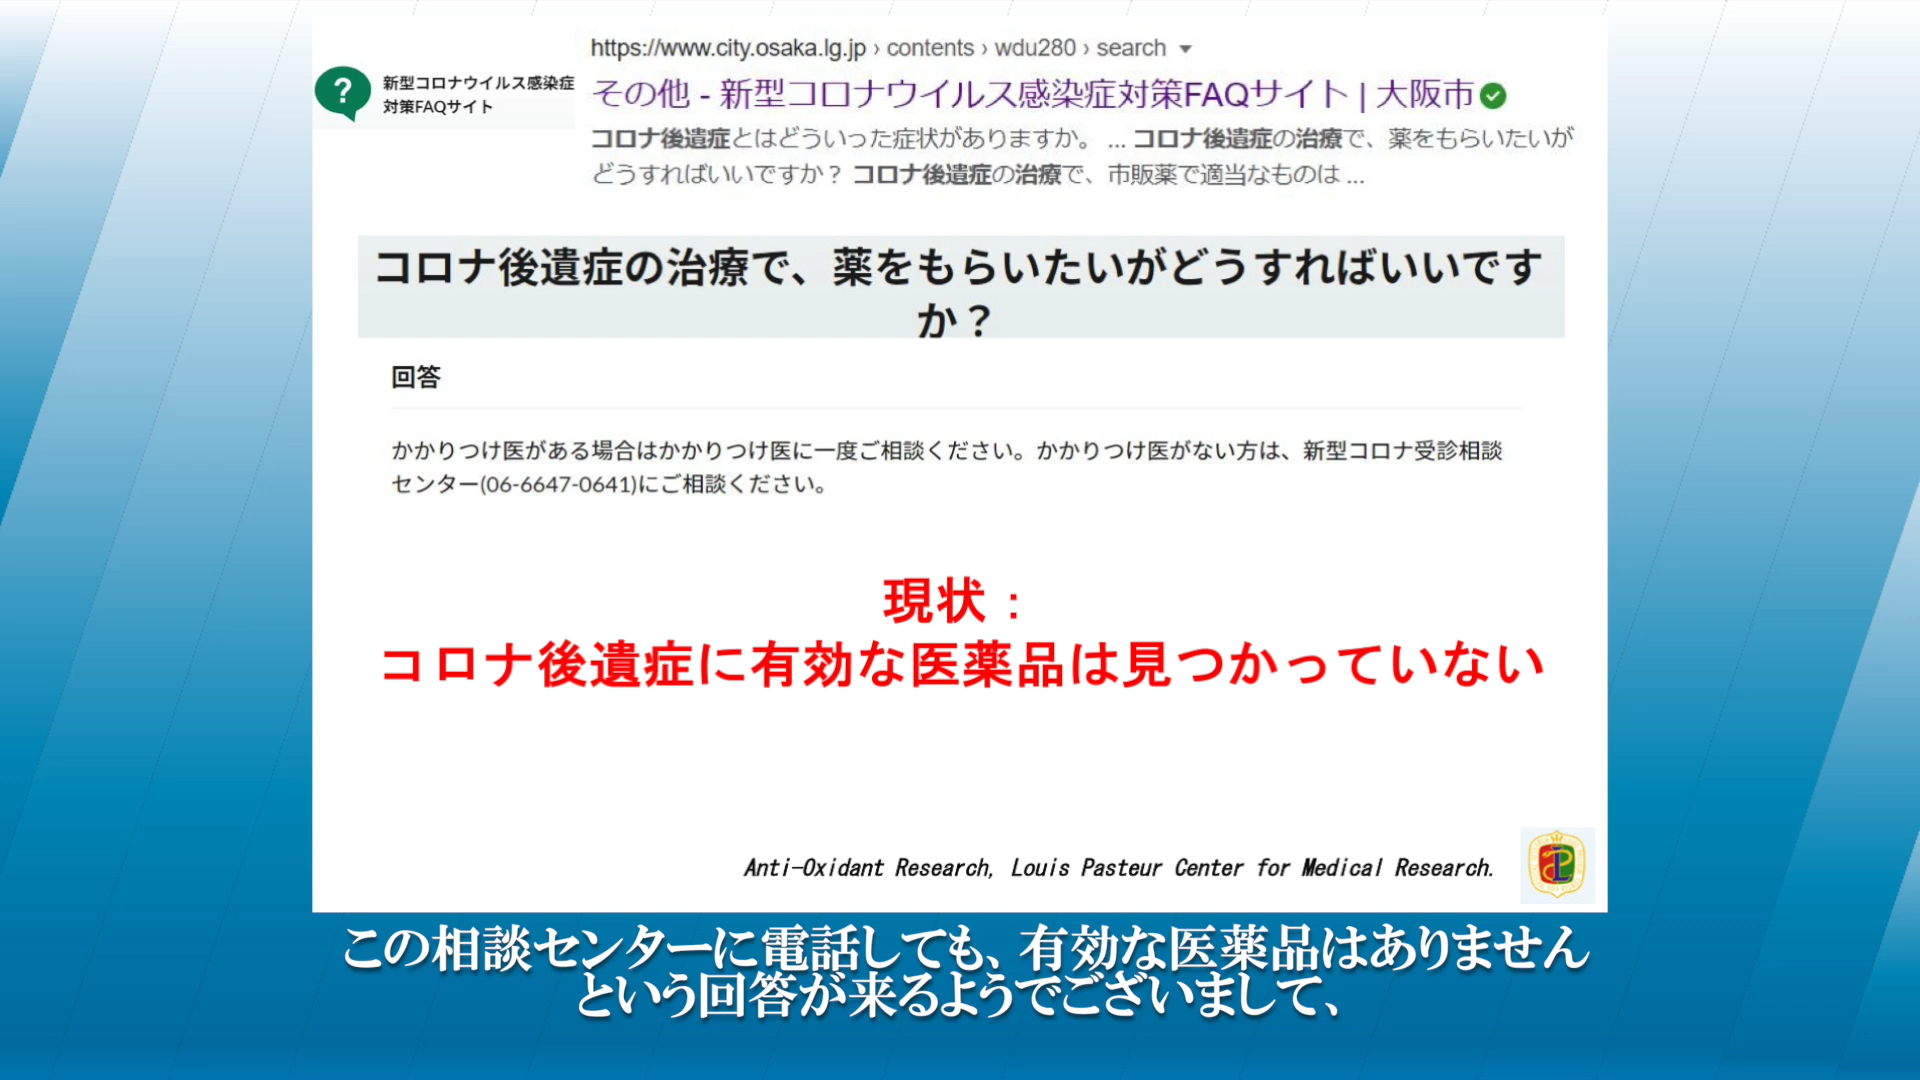 https://www.city.osaka.lg.jp › contents › wdu280 › search
新型コロナウイルス感染症
対策FAQサイト
その他 - 新型コロナウイルス感染症対策FAQサイト | 大阪市
コロナ後遺症とはどういった症状がありますか。 ... コロナ後遺症の治療で、薬をもらいたいが
どうすればいいですか？ コロナ後遺症の治療で、市販薬で適当なものは ...
コロナ後遺症の治療で、薬をもらいたいがどうすればいいです
か？
回答
かかりつけ医がある場合はかかりつけ医に一度ご相談ください。かかりつけ医がない方は、新型コロナ受診相談
センター(06-6647-0641)にご相談ください。
現状：
コロナ後遺症に有効な医薬品は見つかっていない
Anti-Oxidant Research, Louis Pasteur Center for Medical Research.
この相談センターに電話しても、有効な医薬品はありません
という回答が来るようでございまして、